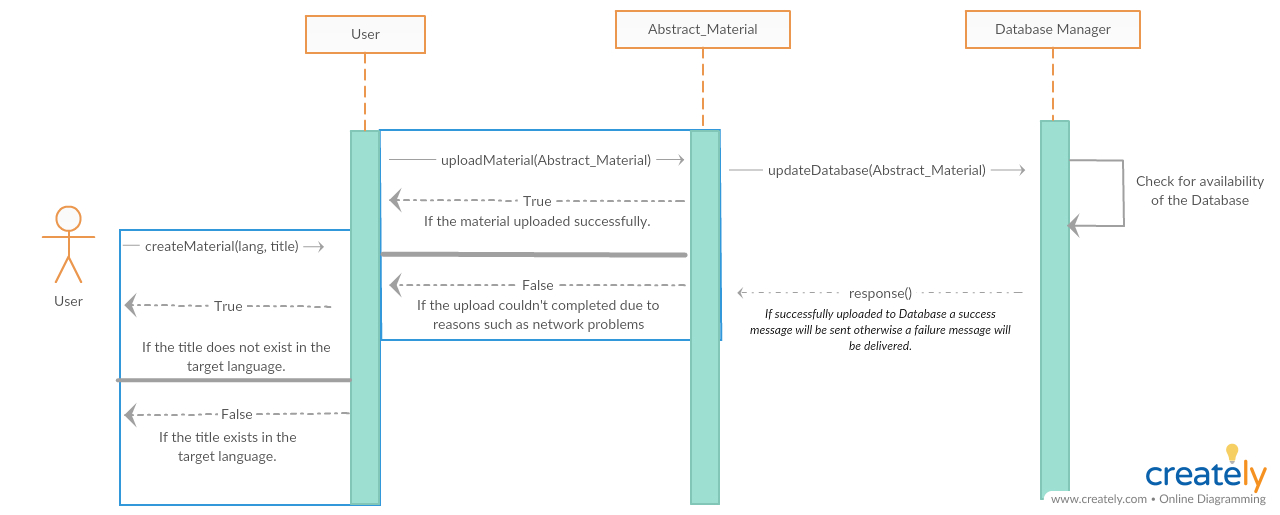 User
Abstract_Material
Database Manager
uploadMaterial(Abstract_Material)
updateDatabase(Abstract_Material)
Check for availability
of the Database
True
If the material uploaded successfully.
createMaterial(lang, title)
User
False
If the upload couldn't completed due to
reasons such as network problems
response()
If successfully uploaded to Database a success
message will be sent otherwise a failure message will
be delivered.
True
If the title does not exist in the
target language.
False
If the title exists in the
target language.
creately
www.creately.com • Online Diagramming